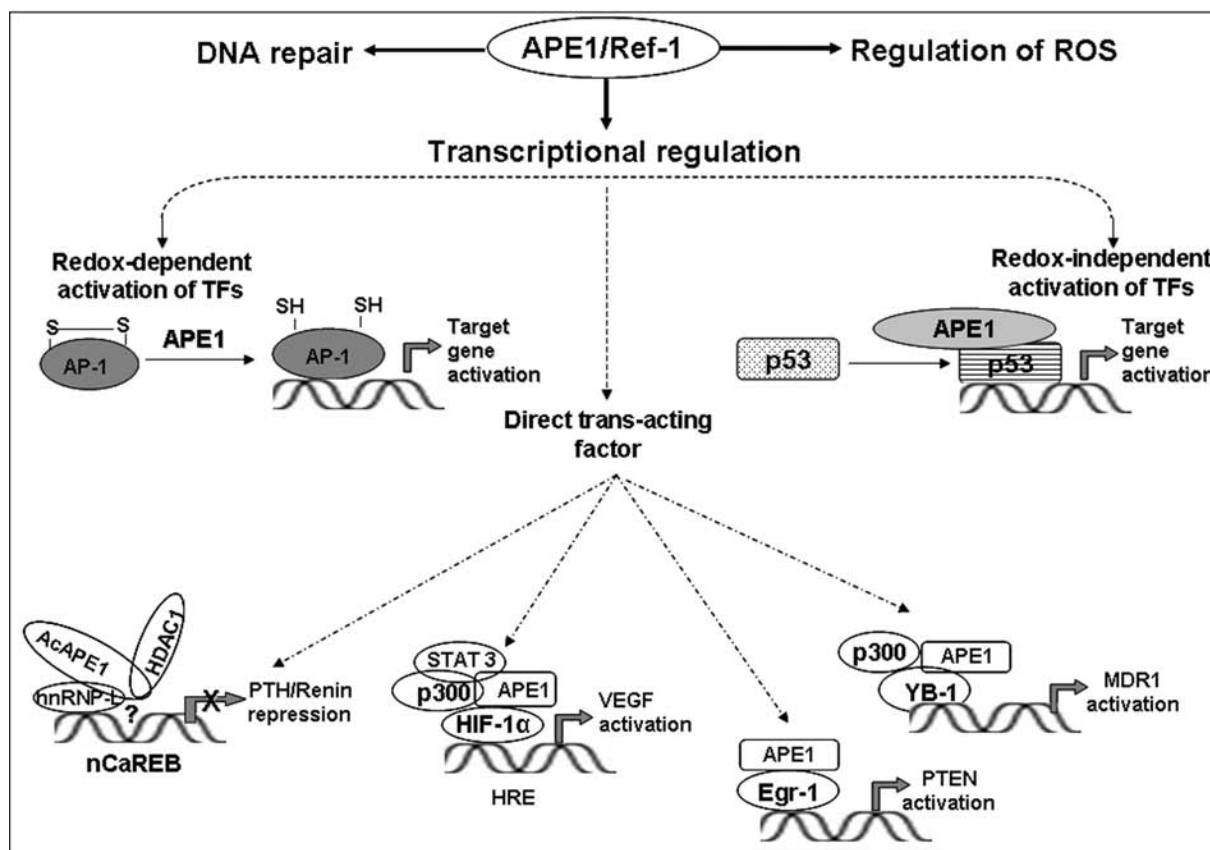 DNA repair
APE1/Ref-1
Regulation of ROS
Transcriptional regulation
Redox-dependent
activation of TFs
S
S
AP-1
APE1
SH
SH
AP-1
Target
gene
activation
Redox-independent
activation of TFs
p53
APE1
p53
Target
gene
activation
Direct trans-acting
factor
AcAPE1
HDAC1
hnRNP-L
?
X
PTH/Renin
repression
nCaREB
STAT 3
p300
APE1
HIF-1α
VEGF
activation
HRE
APE1
Egr-1
PTEN
activation
p300
APE1
YB-1
MDR1
activation